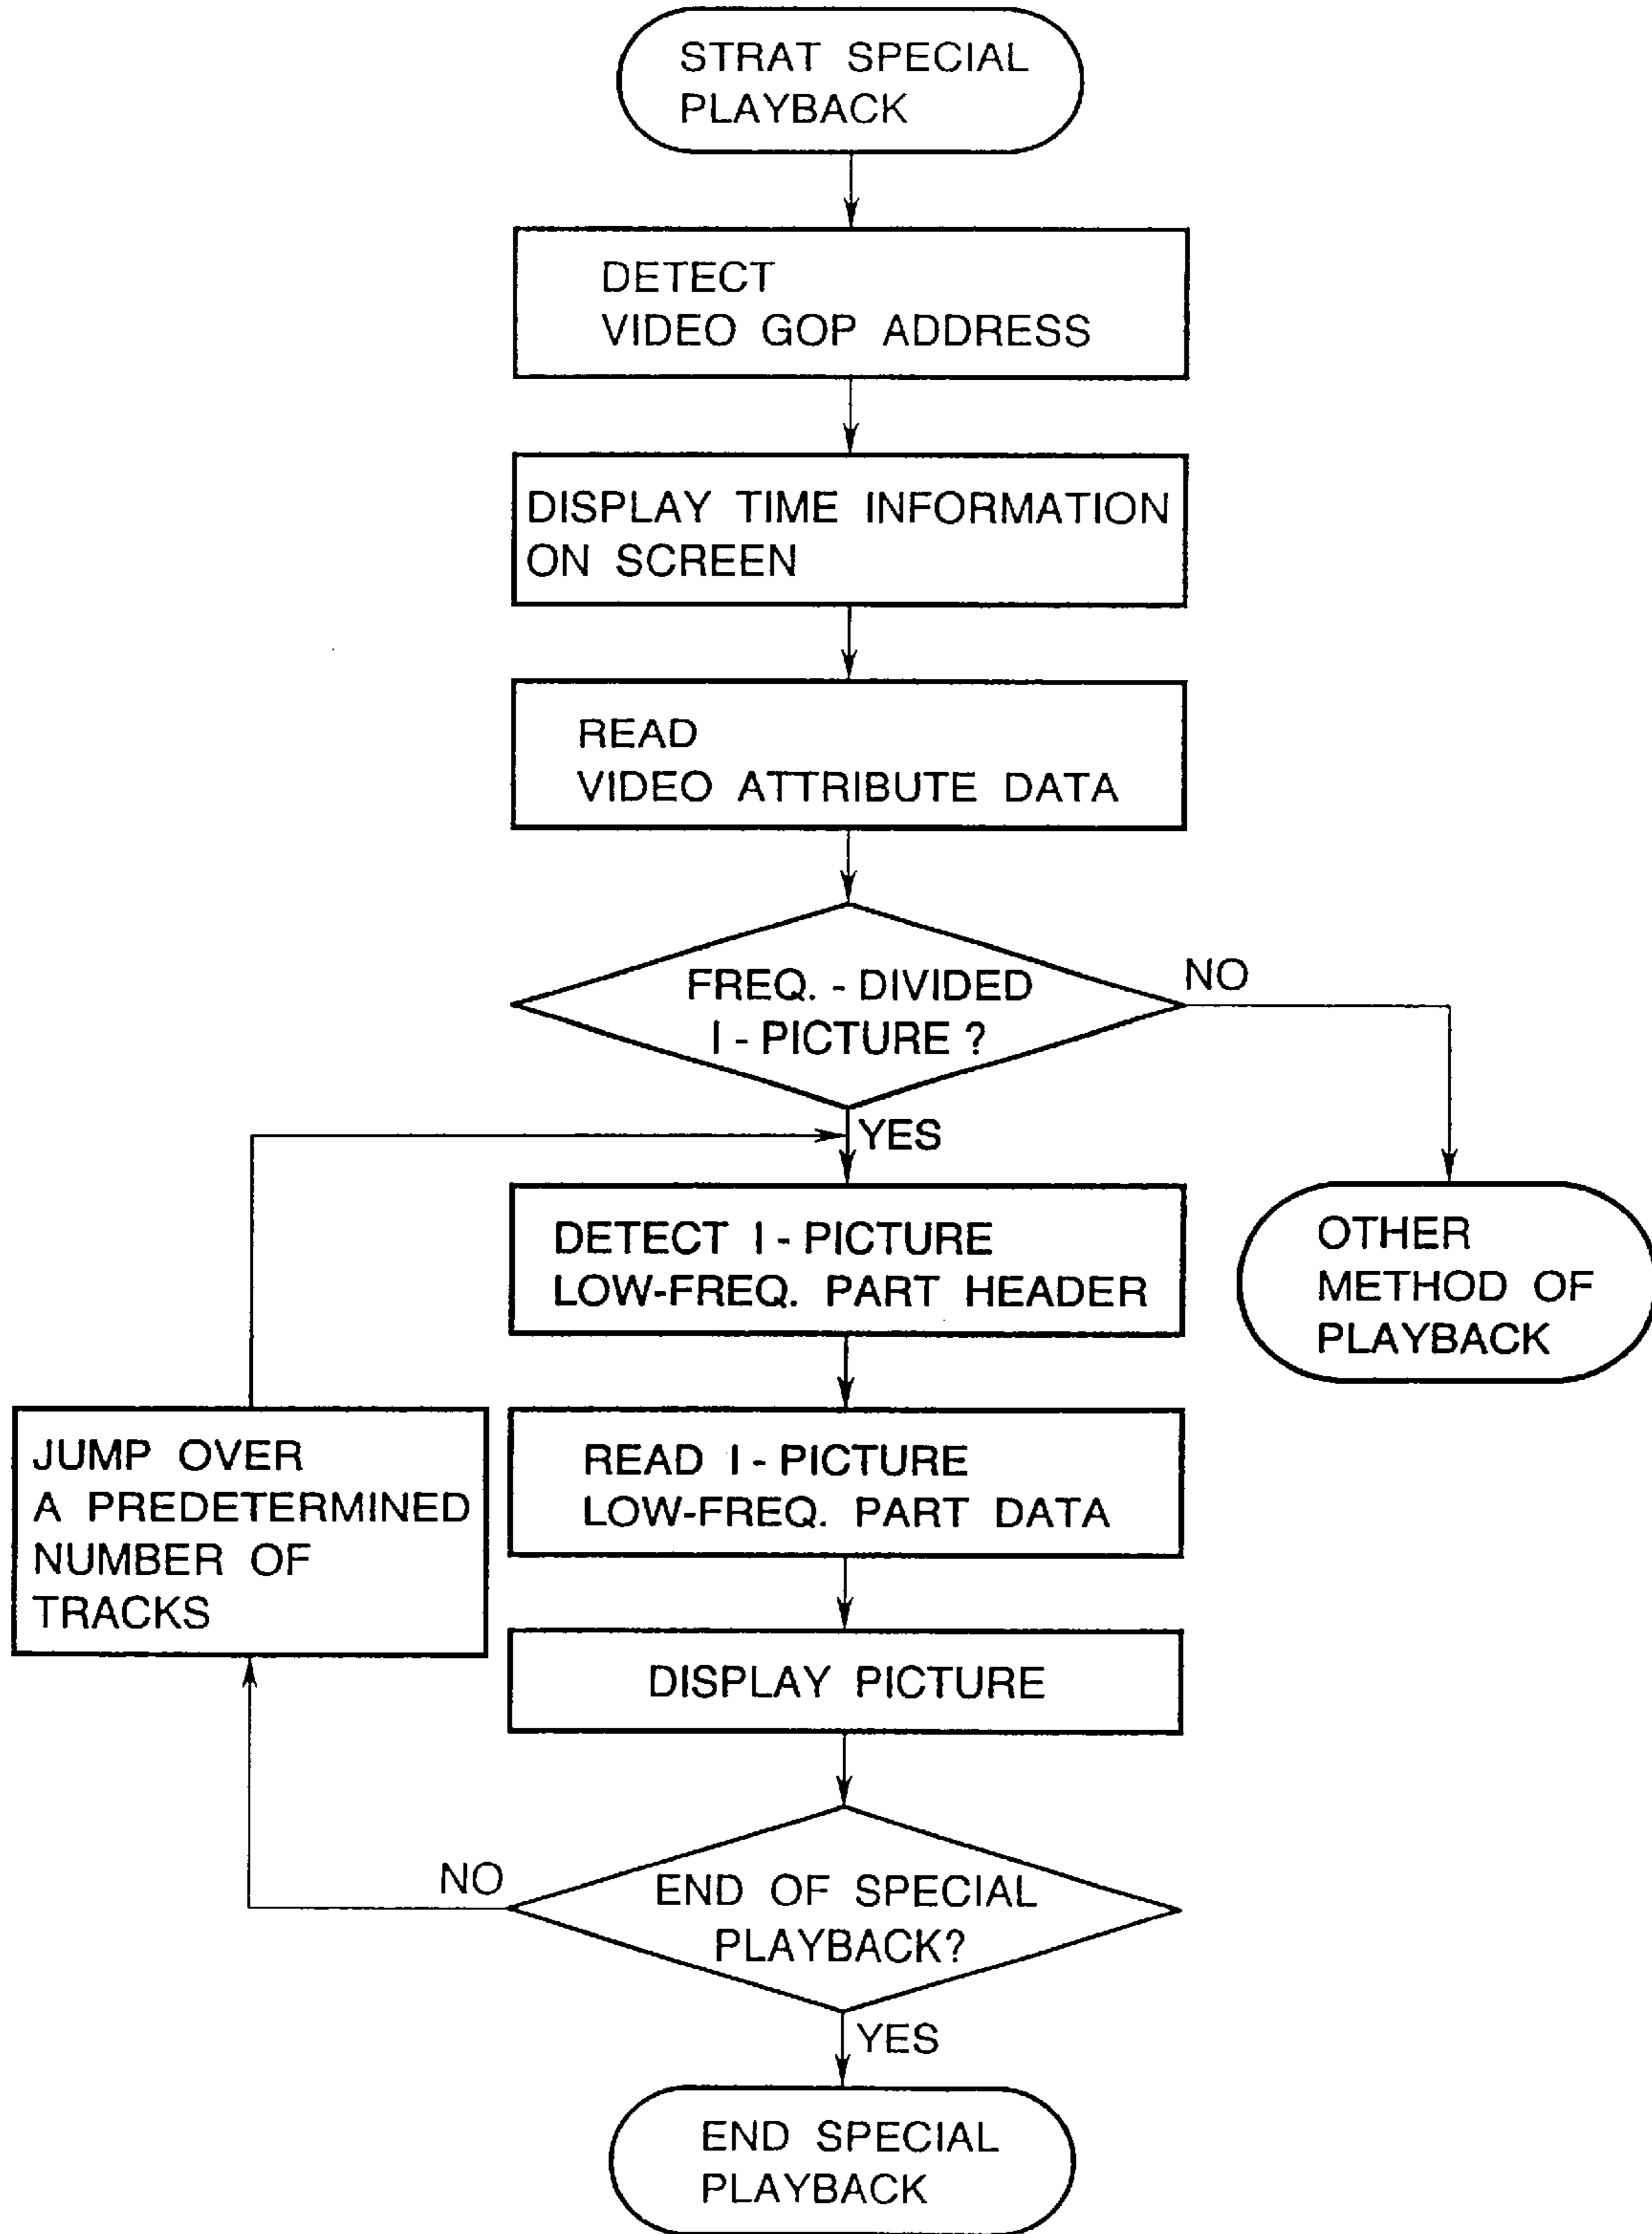 STRAT SPECIAL
PLAYBACK
DETECT
VIDEO GOP ADDRESS
DISPLAY TIME INFORMATION
ON SCREEN
READ
VIDEO ATTRIBUTE DATA
FREQ. - DIVIDED
I - PICTURE ?
NO
YES
DETECT I - PICTURE
LOW-FREQ. PART HEADER
OTHER
METHOD OF
PLAYBACK
JUMP OVER
A PREDETERMINED
NUMBER OF
TRACKS
READ I - PICTURE
LOW-FREQ. PART DATA
DISPLAY PICTURE
NO
END OF SPECIAL
PLAYBACK?
YES
END SPECIAL
PLAYBACK